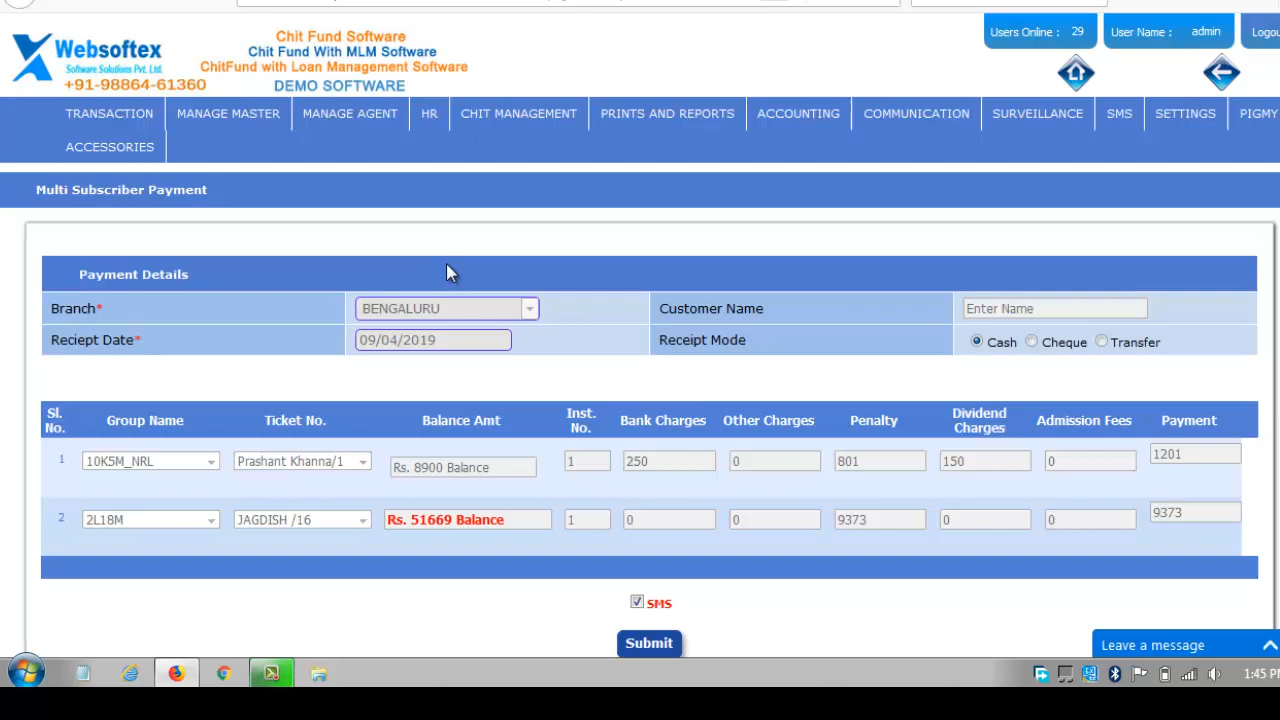 Websoftex
Software Solutions Pvt. Ltd.
+91-98864-61360
Chit Fund Software
Chit Fund With MLM Software
ChitFund with Loan Management Software
DEMO SOFTWARE
Users Online : 29
User Name : admin
Logou
TRANSACTION MANAGE MASTER MANAGE AGENT HR CHIT MANAGEMENT PRINTS AND REPORTS ACCOUNTING COMMUNICATION SURVEILLANCE SMS SETTINGS PIGMY
ACCESSORIES
Multi Subscriber Payment
Payment Details
Branch* BENGALURU Customer Name Enter Name
Reciept Date* 09/04/2019 Receipt Mode Cash Cheque Transfer
Sl. No. Group Name Ticket No. Balance Amt Inst. No. Bank Charges Other Charges Penalty Dividend Charges Admission Fees Payment
1 10K5M_NRL Prashant Khanna/1 Rs. 8900 Balance 1 250 0 801 150 0 1201
2 2L18M JAGDISH /16 Rs. 51669 Balance 1 0 0 9373 0 0 9373
SMS
Submit
Leave a message
1:45 PM